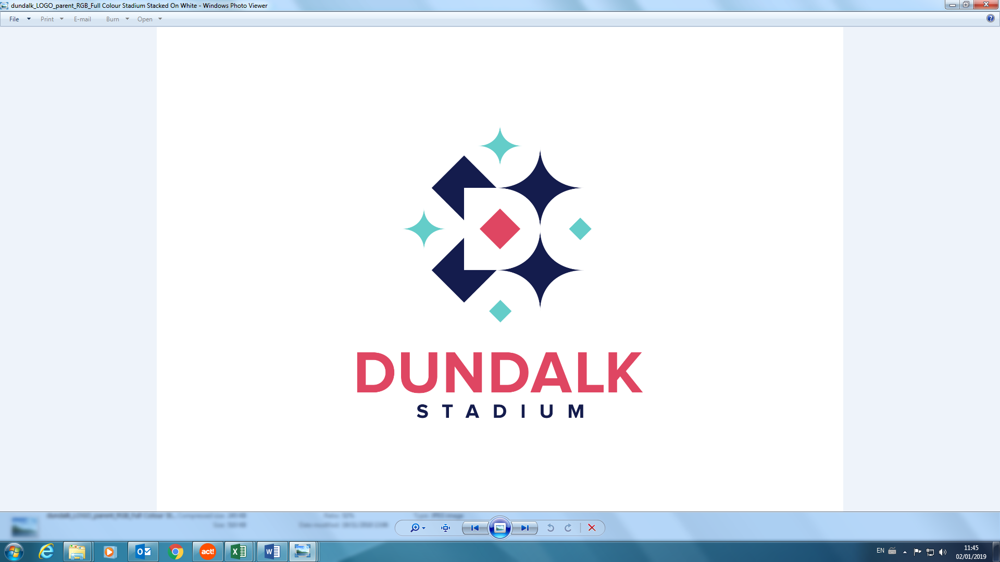 dundalk_LOGO_parent_RGB_Full Colour Stadium Stacked On White - Windows Photo Viewer
File Print E-mail Burn Open
DUNDALK
STADIUM
act!
EN
11:45
02/01/2019